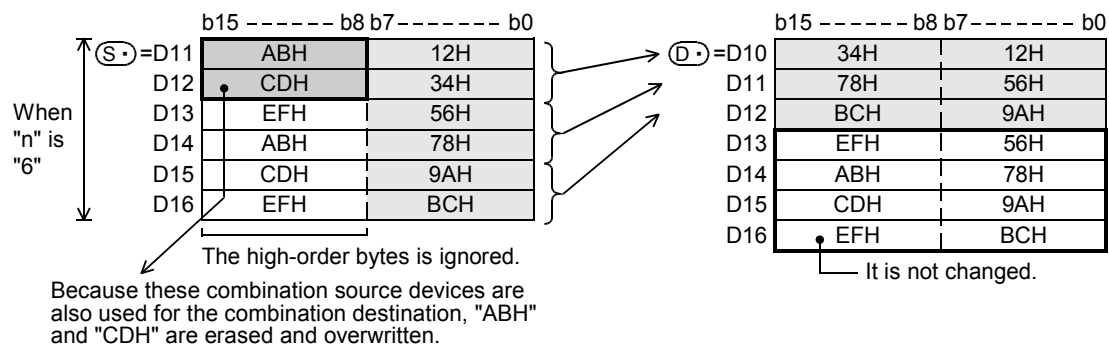 b15 ------ b8 b7------- b0
b15 ------ b8 b7------- b0
S· =D11 ABH 12H
D12 CDH 34H
D13 EFH 56H
D14 ABH 78H
D15 CDH 9AH
D16 EFH BCH
When
"n" is
"6"
D· =D10 34H 12H
D11 78H 56H
D12 BCH 9AH
D13 EFH 56H
D14 ABH 78H
D15 CDH 9AH
D16 EFH BCH
The high-order bytes is ignored.
It is not changed.
Because these combination source devices are
also used for the combination destination, "ABH"
and "CDH" are erased and overwritten.